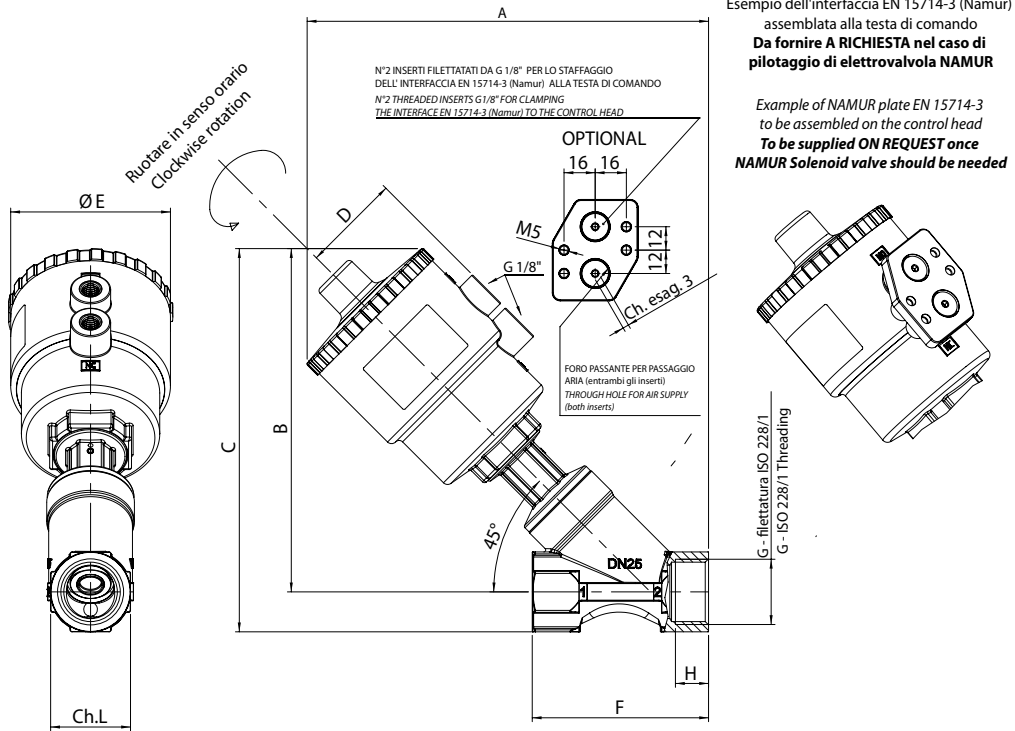 A
Esempio dell'interfaccia EN 15714-3 (Namur)
assemblata alla testa di comando
Da fornire A RICHIESTA nel caso di
pilotaggio di elettrovalvola NAMUR
Example of NAMUR plate EN 15714-3
to be assembled on the control head
To be supplied ON REQUEST once
NAMUR Solenoid valve should be needed
N°2 INSERTI FILETTATATI DA G 1/8" PER LO STAFFAGGIO
DELL' INTERFACCIA EN 15714-3 (Namur) ALLA TESTA DI COMANDO
N°2 THREADED INSERTS G1/8" FOR CLAMPING
THE INTERFACE EN 15714-3 (Namur) TO THE CONTROL HEAD
OPTIONAL
16 16
Ruotare in senso orario
Clockwise rotation
Ø E
D
M5
12
12
G 1/8"
Ch. esag. 3
FORO PASSANTE PER PASSAGGIO
ARIA (entrambi gli inserti)
THROUGH HOLE FOR AIR SUPPLY
(both inserts)
NC
C
B
45°
G - filettatura ISO 228/1
G - ISO 228/1 Threading
DN25
1
2
H
F
Ch.L